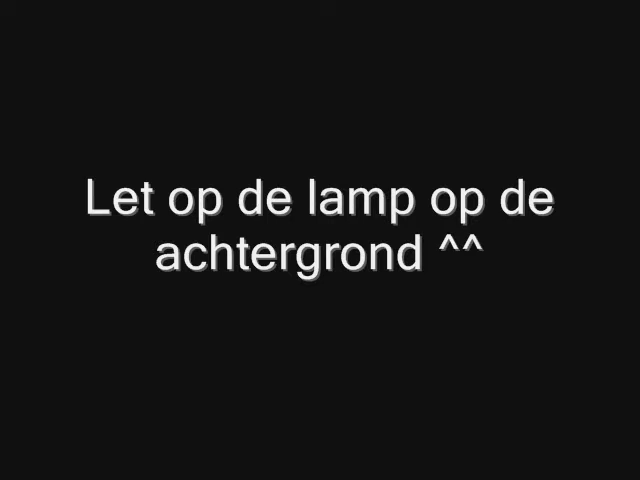 Let op de lamp op de
achtergrond ^^